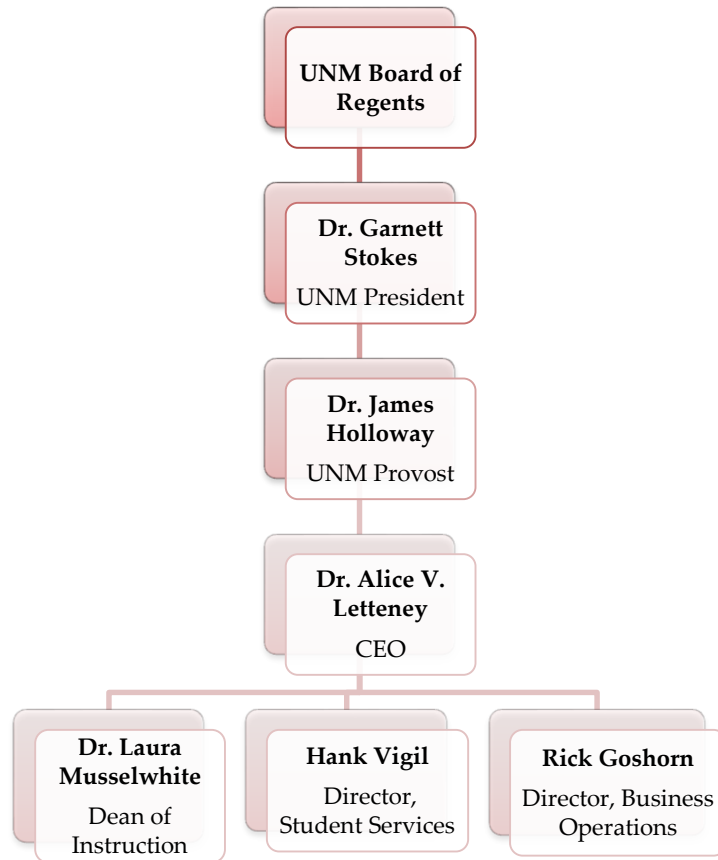 UNM Board of
Regents
Dr. Garnett
Stokes
UNM President
Dr. James
Holloway
UNM Provost
Dr. Alice V.
Letteney
CEO
Dr. Laura
Musselwhite
Dean of
Instruction
Hank Vigil
Director,
Student Services
Rick Goshorn
Director, Business
Operations